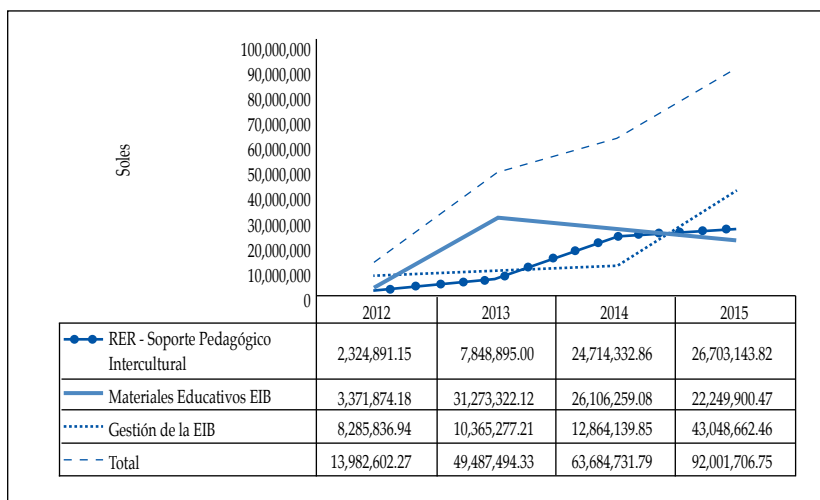 100,000,000
90,000,000
80,000,000
70,000,000
60,000,000
50,000,000
40,000,000
30,000,000
20,000,000
10,000,000
0
Soles
2012 2013 2014 2015
RER - Soporte Pedagógico
Intercultural
2,324,891.15 7,848,895.00 24,714,332.86 26,703,143.82
Materiales Educativos EIB 3,371,874.18 31,273,322.12 26,106,259.08 22,249,900.47
Gestión de la EIB 8,285,836.94 10,365,277.21 12,864,139.85 43,048,662.46
Total 13,982,602.27 49,487,494.33 63,684,731.79 92,001,706.75